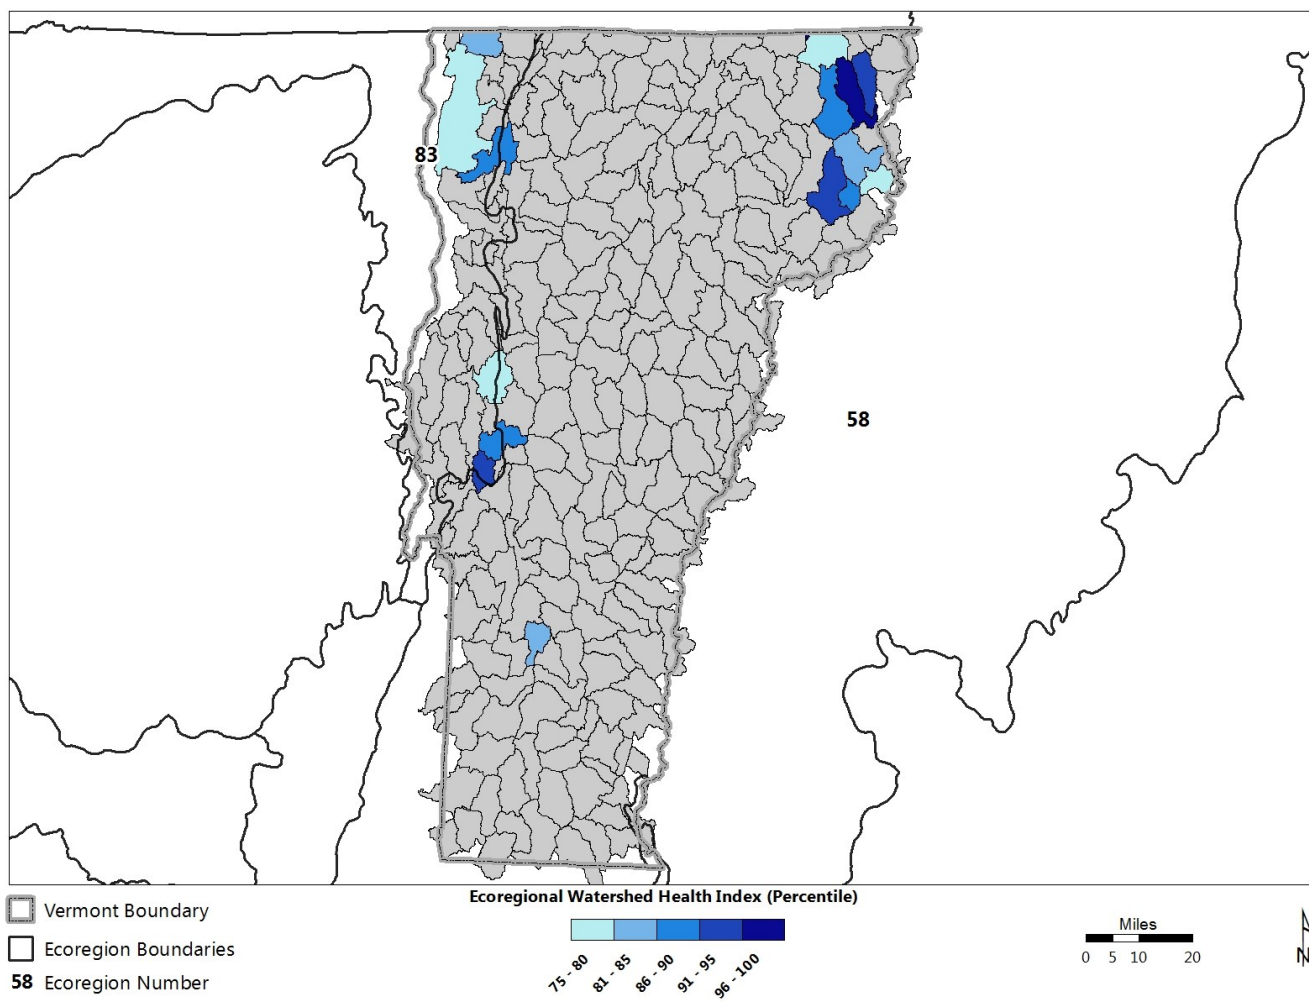 83
58
Ecoregional Watershed Health Index (Percentile)
Vermont Boundary
Ecoregion Boundaries
58 Ecoregion Number
75 - 80
81 - 85
86 - 90
91 - 95
96 - 100
Miles
0 5 10 20
N